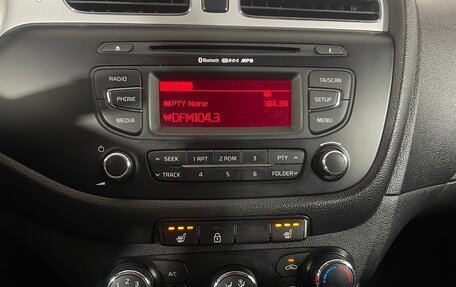 Bluetooth RDS MP3
RADIO
TA/SCAN
PHONE
PTY None 104.30
SETUP
MEDIA
DFM104.3
MENU
SEEK 1 RPT 2 RDM 3 PTY
TRACK 4 5 6 FOLDER
A/C